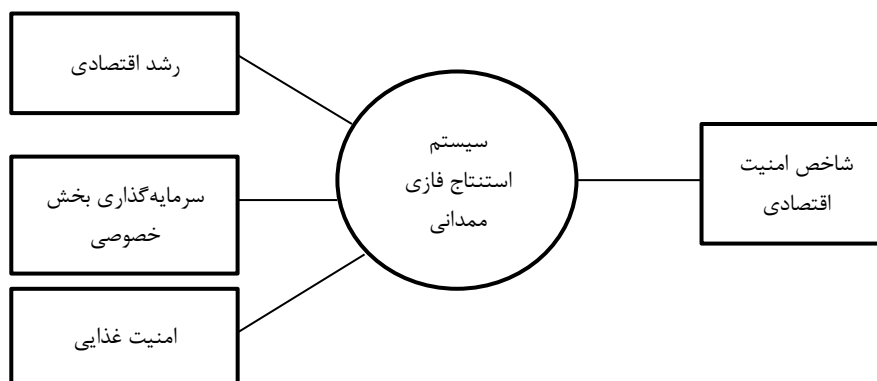 رشد اقتصادی
سرمایه‌گذاری بخش
خصوصی
امنیت غذایی
سیستم
استنتاج فازی
ممدانی
شاخص امنیت
اقتصادی